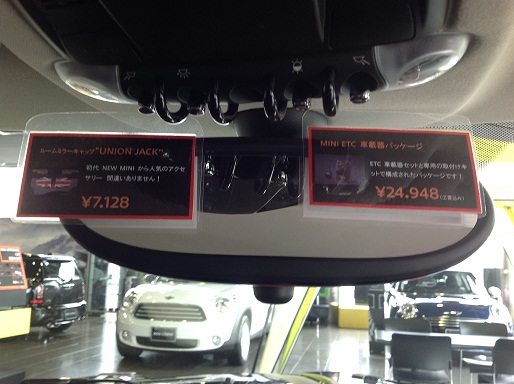 ルームミラーキャップ"UNION JACK"
初代 NEW MINI から人気のアクセ
サリー 間違いありません！
¥7.128
MINI ETC 車載器パッケージ
ETC 車載器セットと専用の取付けキ
ットで構成されたパッケージです！
¥24.948(工賃込み)